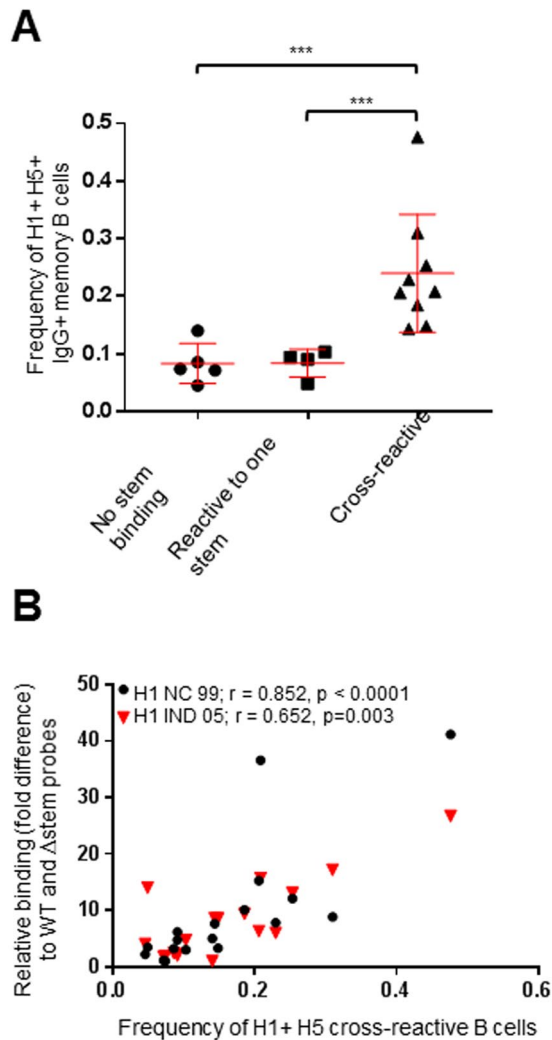 A
***
***
Frequency of H1+ H5+
IgG+ memory B cells
0.5
0.4
0.3
0.2
0.1
0.0
No stem
binding
Reactive to one
stem
Cross-reactive
B
Relative binding (fold difference)
to WT and Δstem probes
50
40
30
20
10
0
H1 NC 99; r = 0.852, p < 0.0001
H1 IND 05; r = 0.652, p=0.003
0.0
0.2
0.4
0.6
Frequency of H1+ H5 cross-reactive B cells